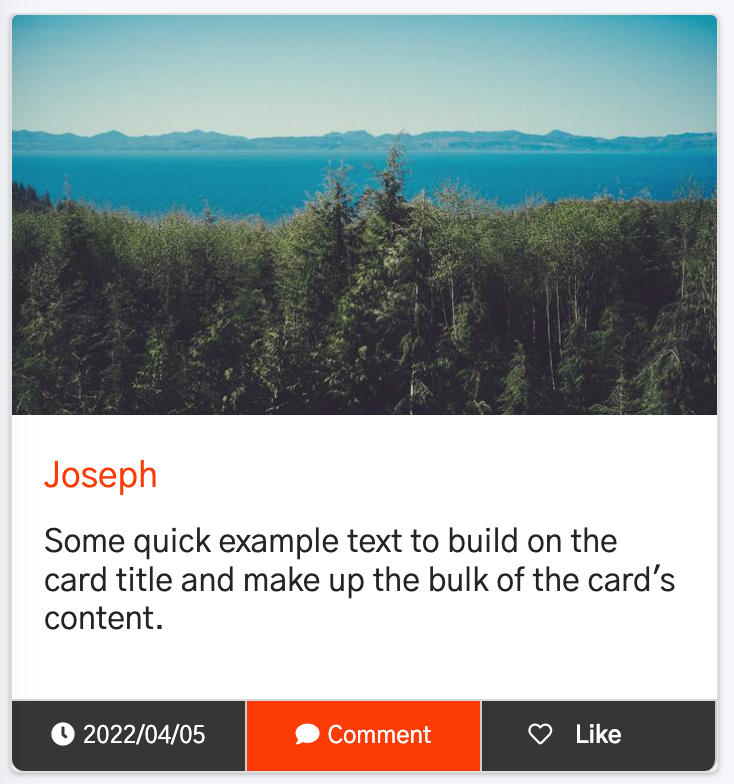 Joseph
Some quick example text to build on the
card title and make up the bulk of the card's
content.
2022/04/05 Comment Like